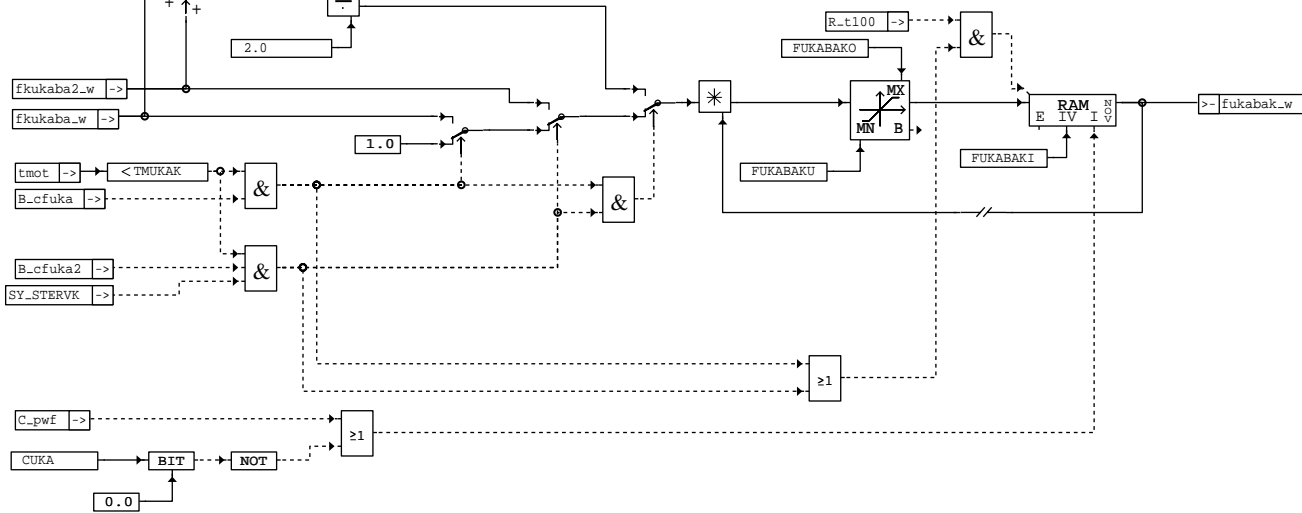 + +
R_t100 ->
2.0
FUKABAKO
&
fkukaba2_w ->
MX
fkukaba_w ->
RAM NOV
>- fukabak_w
E IV I
MN B
1.0
FUKABAKI
tmot -> <TMUKAK
FUKABAKU
&
B_cfuka ->
&
B_cfuka2 ->
&
SY_STERVK ->
≥1
C_pwf ->
≥1
CUKA BIT NOT
0.0